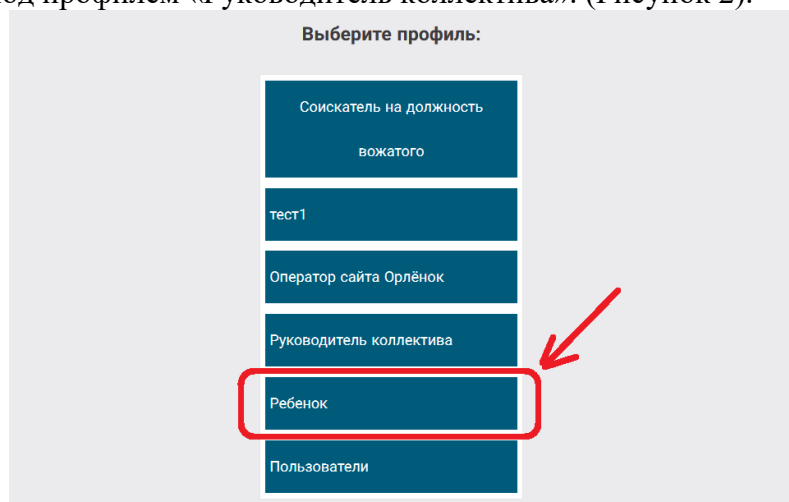 од профилем «Руководитель коллектива». (Рисунок 2).
Выберите профиль:
Соискатель на должность
вожатого
тест1
Оператор сайта Орлёнок
Руководитель коллектива
Ребенок
Пользователи